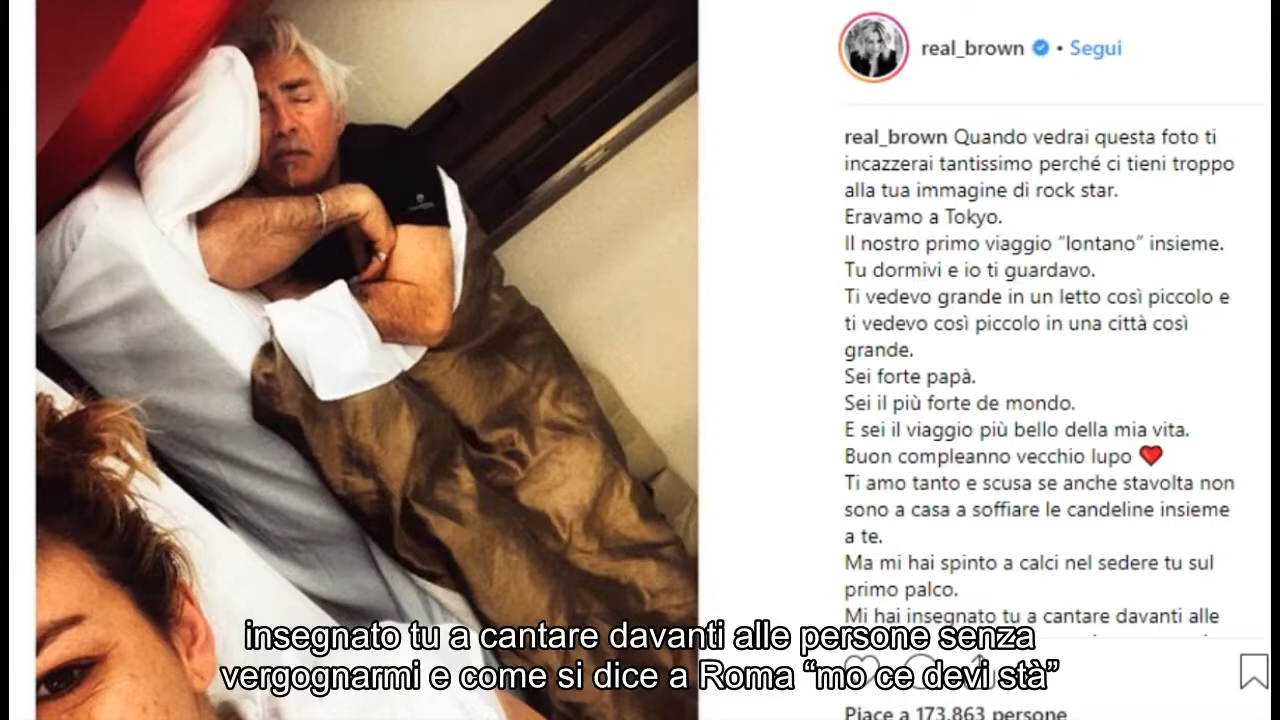 real_brown • Segui
real_brown Quando vedrai questa foto ti
incazzerai tantissimo perché ci tieni troppo
alla tua immagine di rock star.
Eravamo a Tokyo.
Il nostro primo viaggio “lontano” insieme.
Tu dormivi e io ti guardavo.
Ti vedevo grande in un letto così piccolo e
ti vedevo così piccolo in una città così
grande.
Sei forte papà.
Sei il più forte de mondo.
E sei il viaggio più bello della mia vita.
Buon compleanno vecchio lupo ❤️
Ti amo tanto e scusa se anche stavolta non
sono a casa a soffiare le candeline insieme
a te.
Ma mi hai spinto a calci nel sedere tu sul
primo palco.
Mi hai insegnato tu a cantare davanti alle
insegnato tu a cantare davanti alle persone senza
vergognarmi e come si dice a Roma “mo ce devi stà”
Piace a 173.863 persone